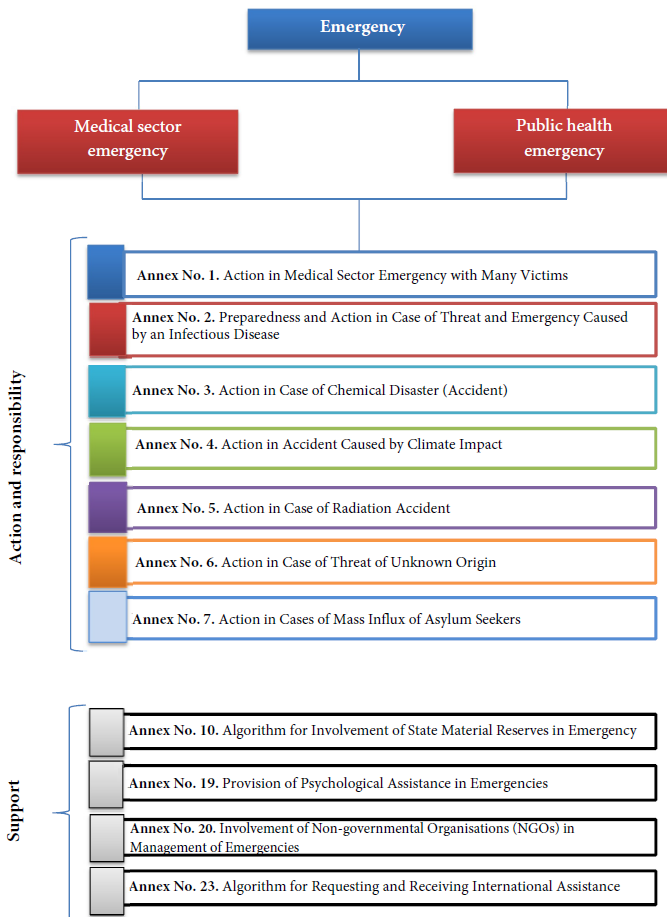 Emergency
Medical sector
emergency
Public health
emergency
Action and responsibility
Annex No. 1. Action in Medical Sector Emergency with Many Victims
Annex No. 2. Preparedness and Action in Case of Threat and Emergency Caused
by an Infectious Disease
Annex No. 3. Action in Case of Chemical Disaster (Accident)
Annex No. 4. Action in Accident Caused by Climate Impact
Annex No. 5. Action in Case of Radiation Accident
Annex No. 6. Action in Case of Threat of Unknown Origin
Annex No. 7. Action in Cases of Mass Influx of Asylum Seekers
Support
Annex No. 10. Algorithm for Involvement of State Material Reserves in Emergency
Annex No. 19. Provision of Psychological Assistance in Emergencies
Annex No. 20. Involvement of Non-governmental Organisations (NGOs) in
Management of Emergencies
Annex No. 23. Algorithm for Requesting and Receiving International Assistance